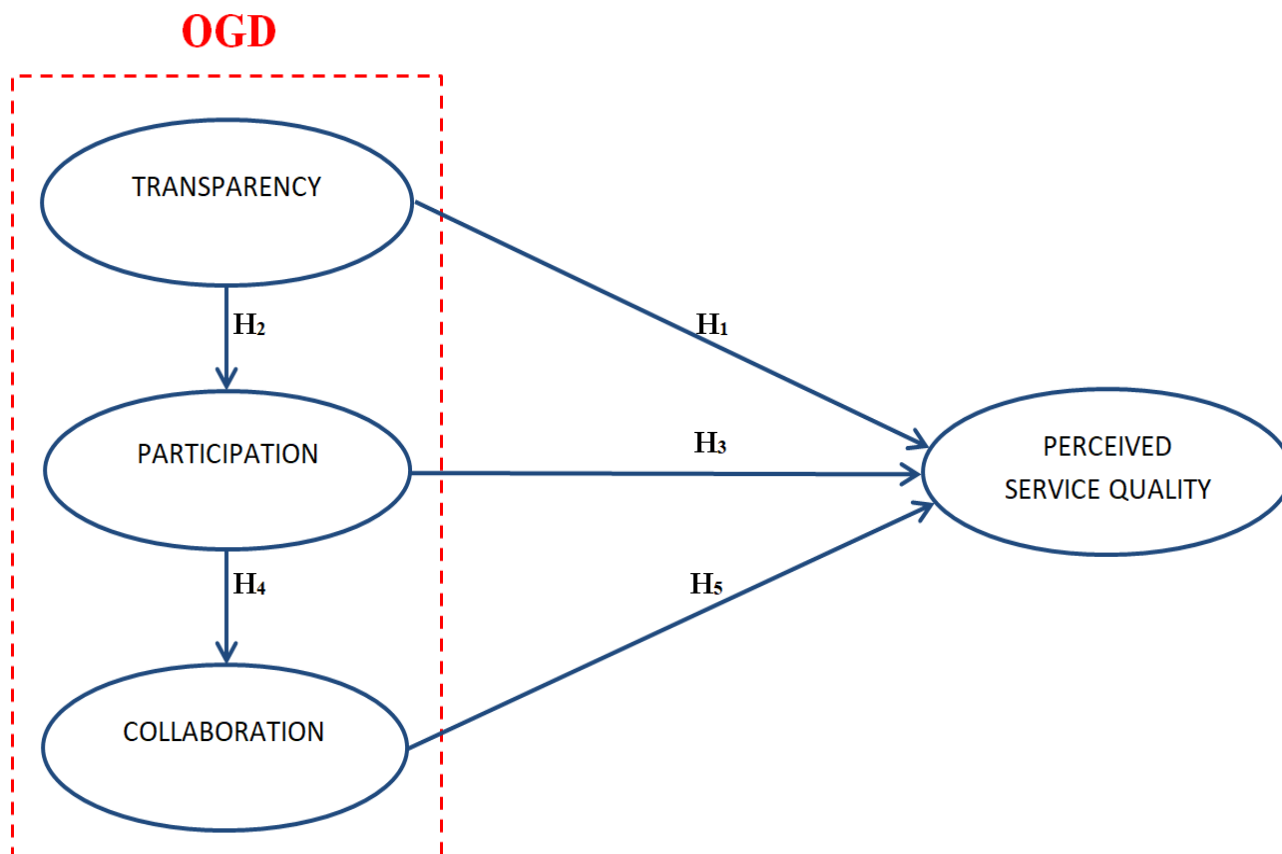 OGD
TRANSPARENCY
H₂
H₁
PARTICIPATION
H₃
PERCEIVED
SERVICE QUALITY
H₄
H₅
COLLABORATION